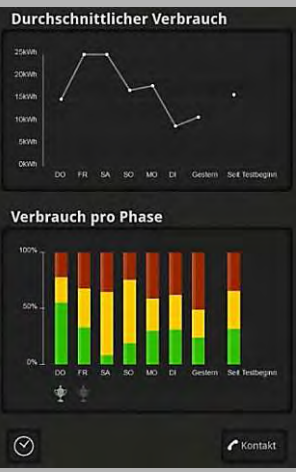 Durchschnittlicher Verbrauch
25kWh
20kWh
15kWh
10kWh
5kWh
0kWh
DO FR SA SO MO DI Gestern Seit Testbeginn
Verbrauch pro Phase
100%
50%
0%
DO FR SA SO MO DI Gestern Seit Testbeginn
Kontakt